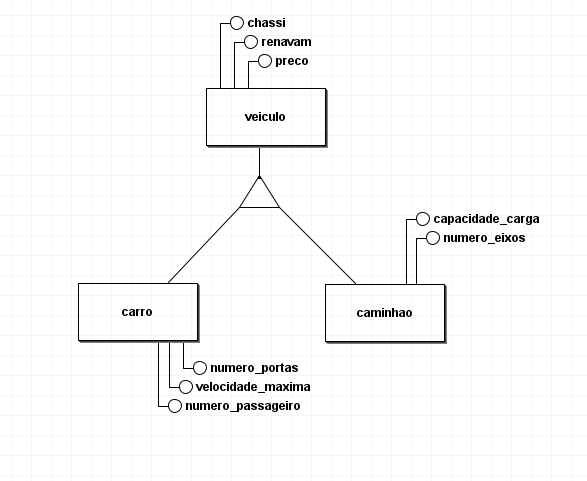 chassi
renavam
preco
veiculo
capacidade_carga
numero_eixos
carro
caminhao
numero_portas
velocidade_maxima
numero_passageiro